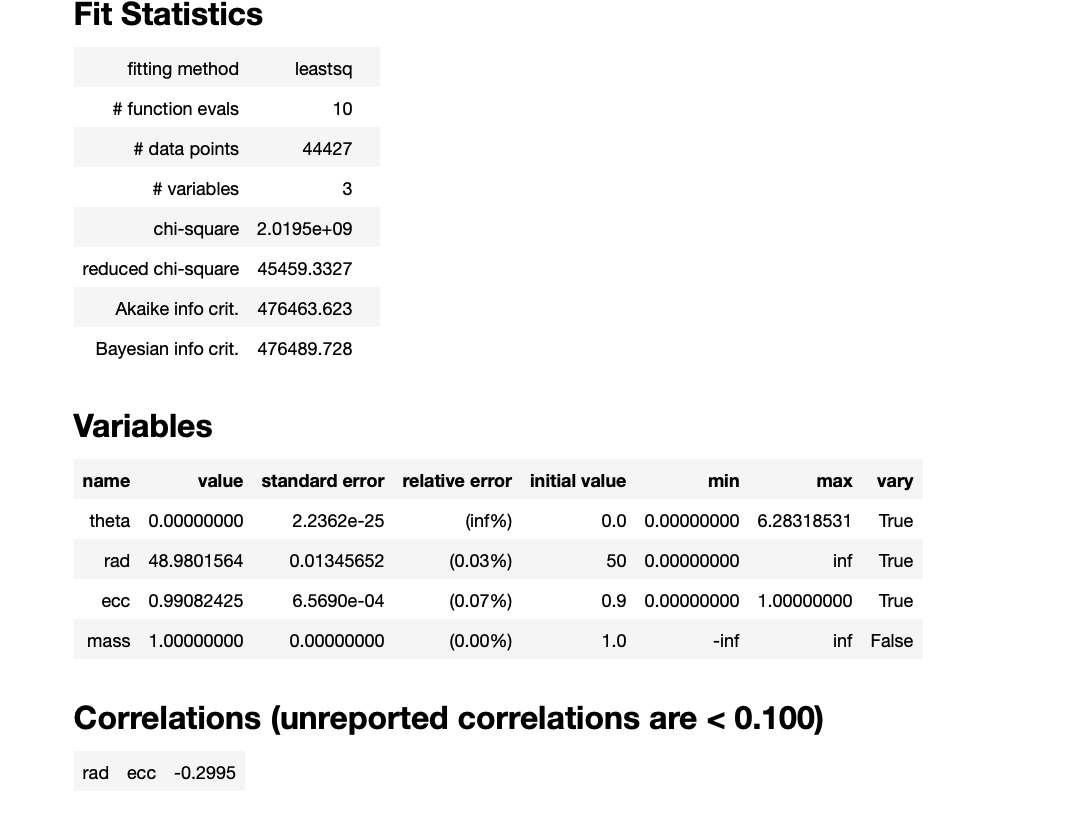 Fit Statistics
fitting method leastsq
# function evals 10
# data points 44427
# variables 3
chi-square 2.0195e+09
reduced chi-square 45459.3327
Akaike info crit. 476463.623
Bayesian info crit. 476489.728
Variables
name value standard error relative error initial value min max vary
theta 0.00000000 2.2362e-25 (inf%) 0.0 0.00000000 6.28318531 True
rad 48.9801564 0.01345652 (0.03%) 50 0.00000000 inf True
ecc 0.99082425 6.5690e-04 (0.07%) 0.9 0.00000000 1.00000000 True
mass 1.00000000 0.00000000 (0.00%) 1.0 -inf inf False
Correlations (unreported correlations are < 0.100)
rad ecc -0.2995